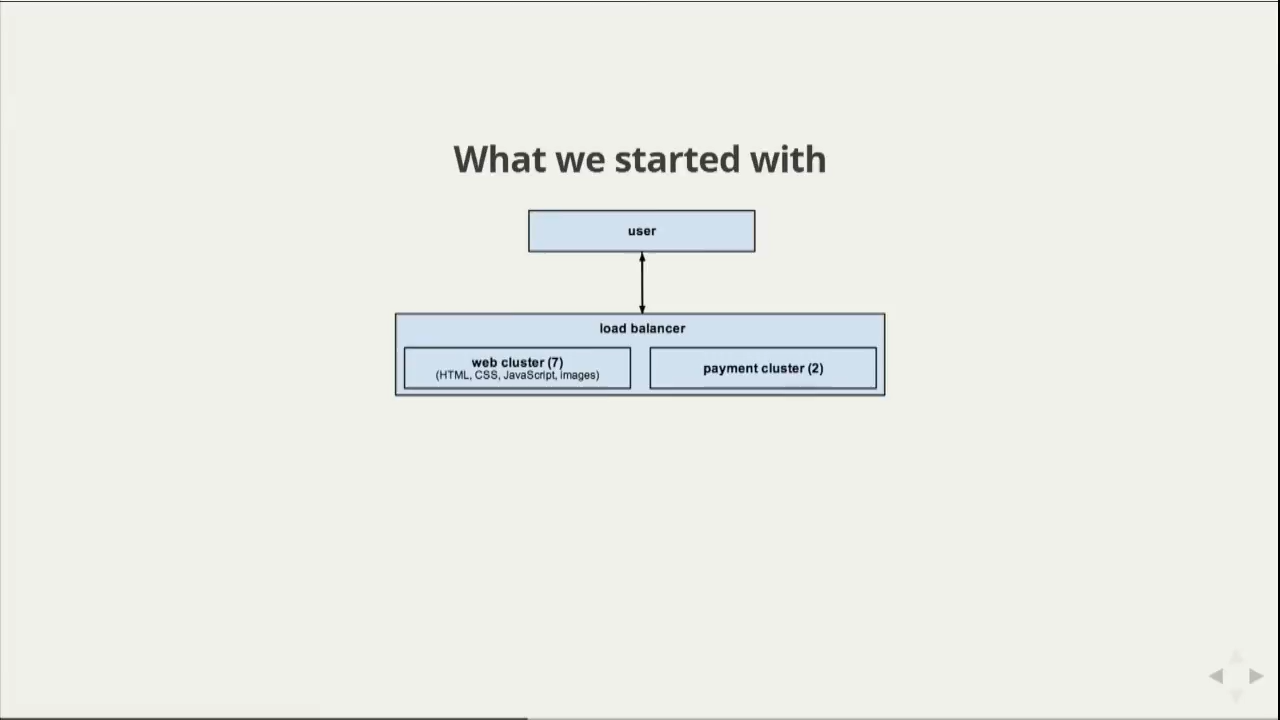 What we started with
user
load balancer
web cluster (7)
(HTML, CSS, JavaScript, images)
payment cluster (2)